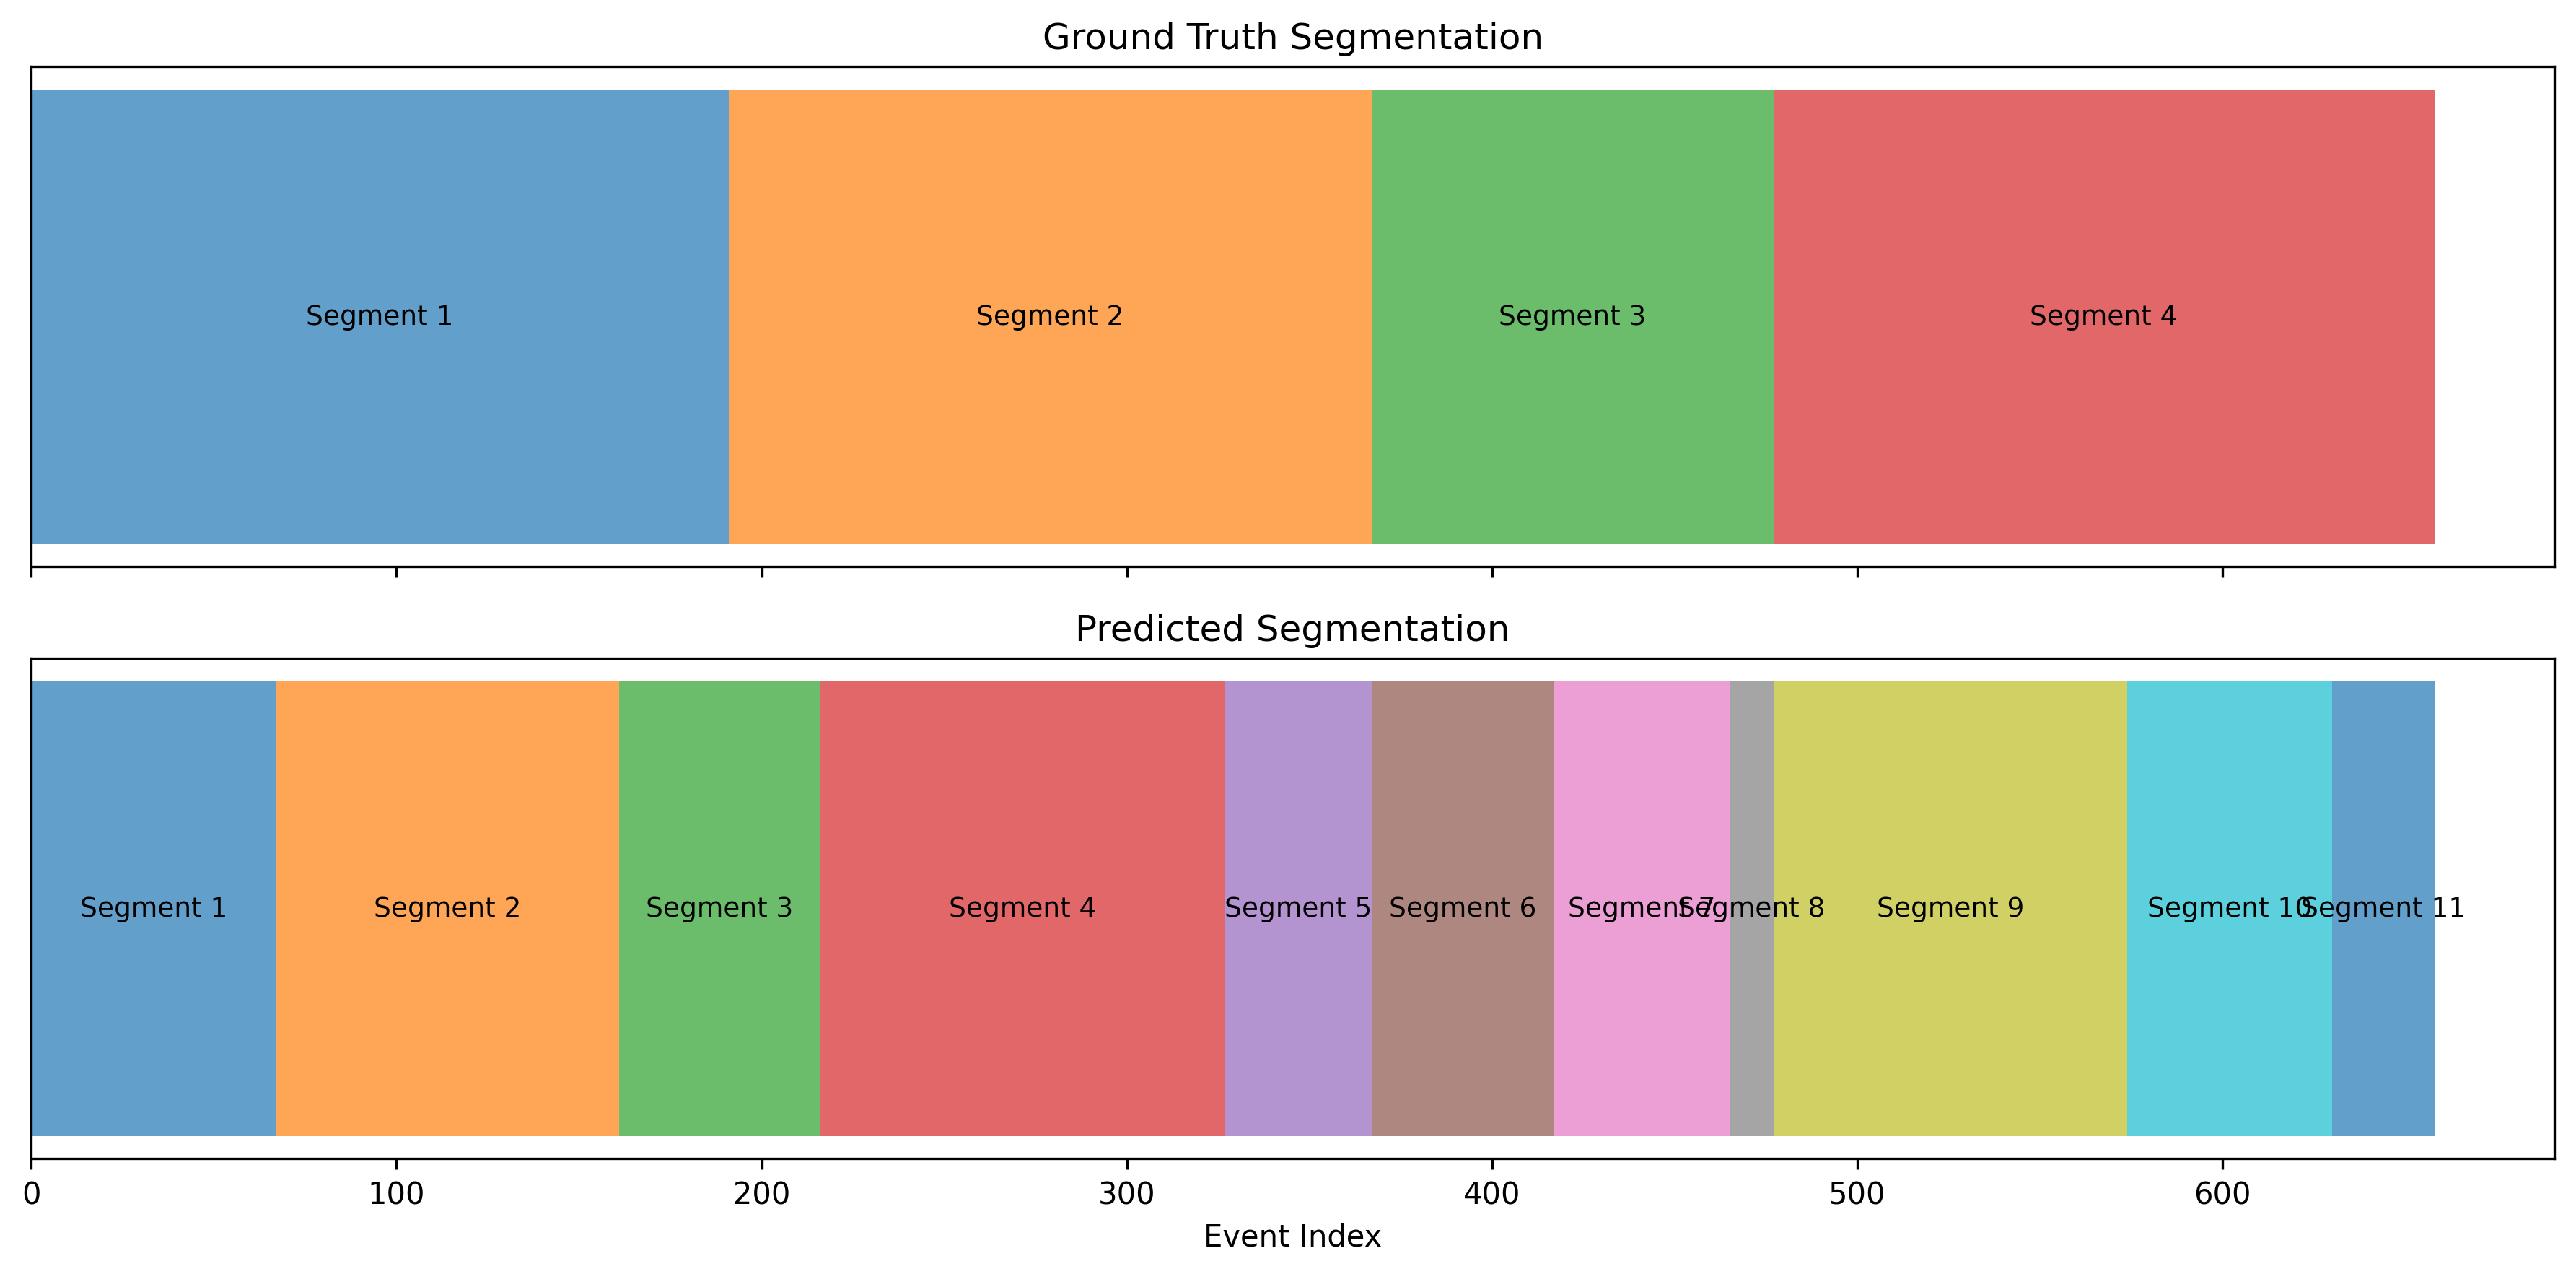 Ground Truth Segmentation
Segment 1 Segment 2 Segment 3 Segment 4
Predicted Segmentation
Segment 1 Segment 2 Segment 3 Segment 4 Segment 5 Segment 6 Segment 7 Segment 8 Segment 9 Segment 10 Segment 11
0 100 200 300 400 500 600
Event Index